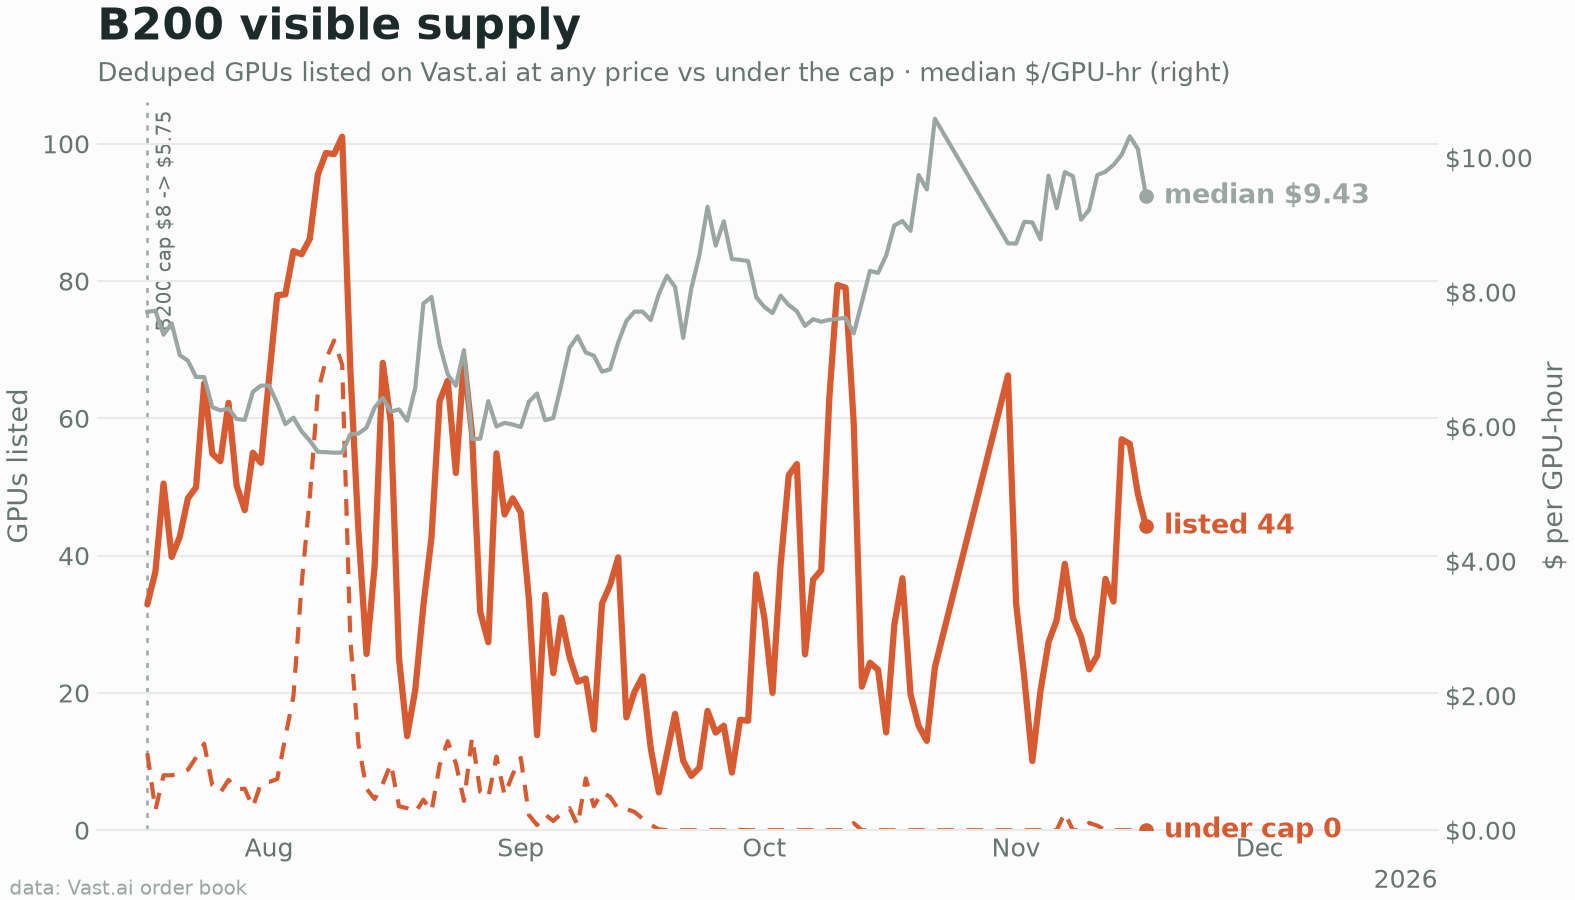 B200 visible supply
Deduped GPUs listed on Vast.ai at any price vs under the cap · median $/GPU-hr (right)
B200 cap $8 -> $5.75
GPUs listed
100
80
60
40
20
0
$10.00
$8.00
$6.00
$4.00
$2.00
$0.00
$ per GPU-hour
median $9.43
listed 44
under cap 0
Aug
Sep
Oct
Nov
Dec
2026
data: Vast.ai order book